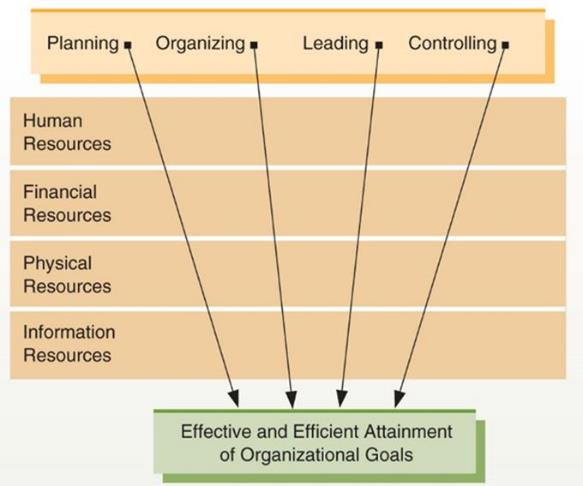 Planning Organizing Leading Controlling
Human
Resources
Financial
Resources
Physical
Resources
Information
Resources
Effective and Efficient Attainment
of Organizational Goals